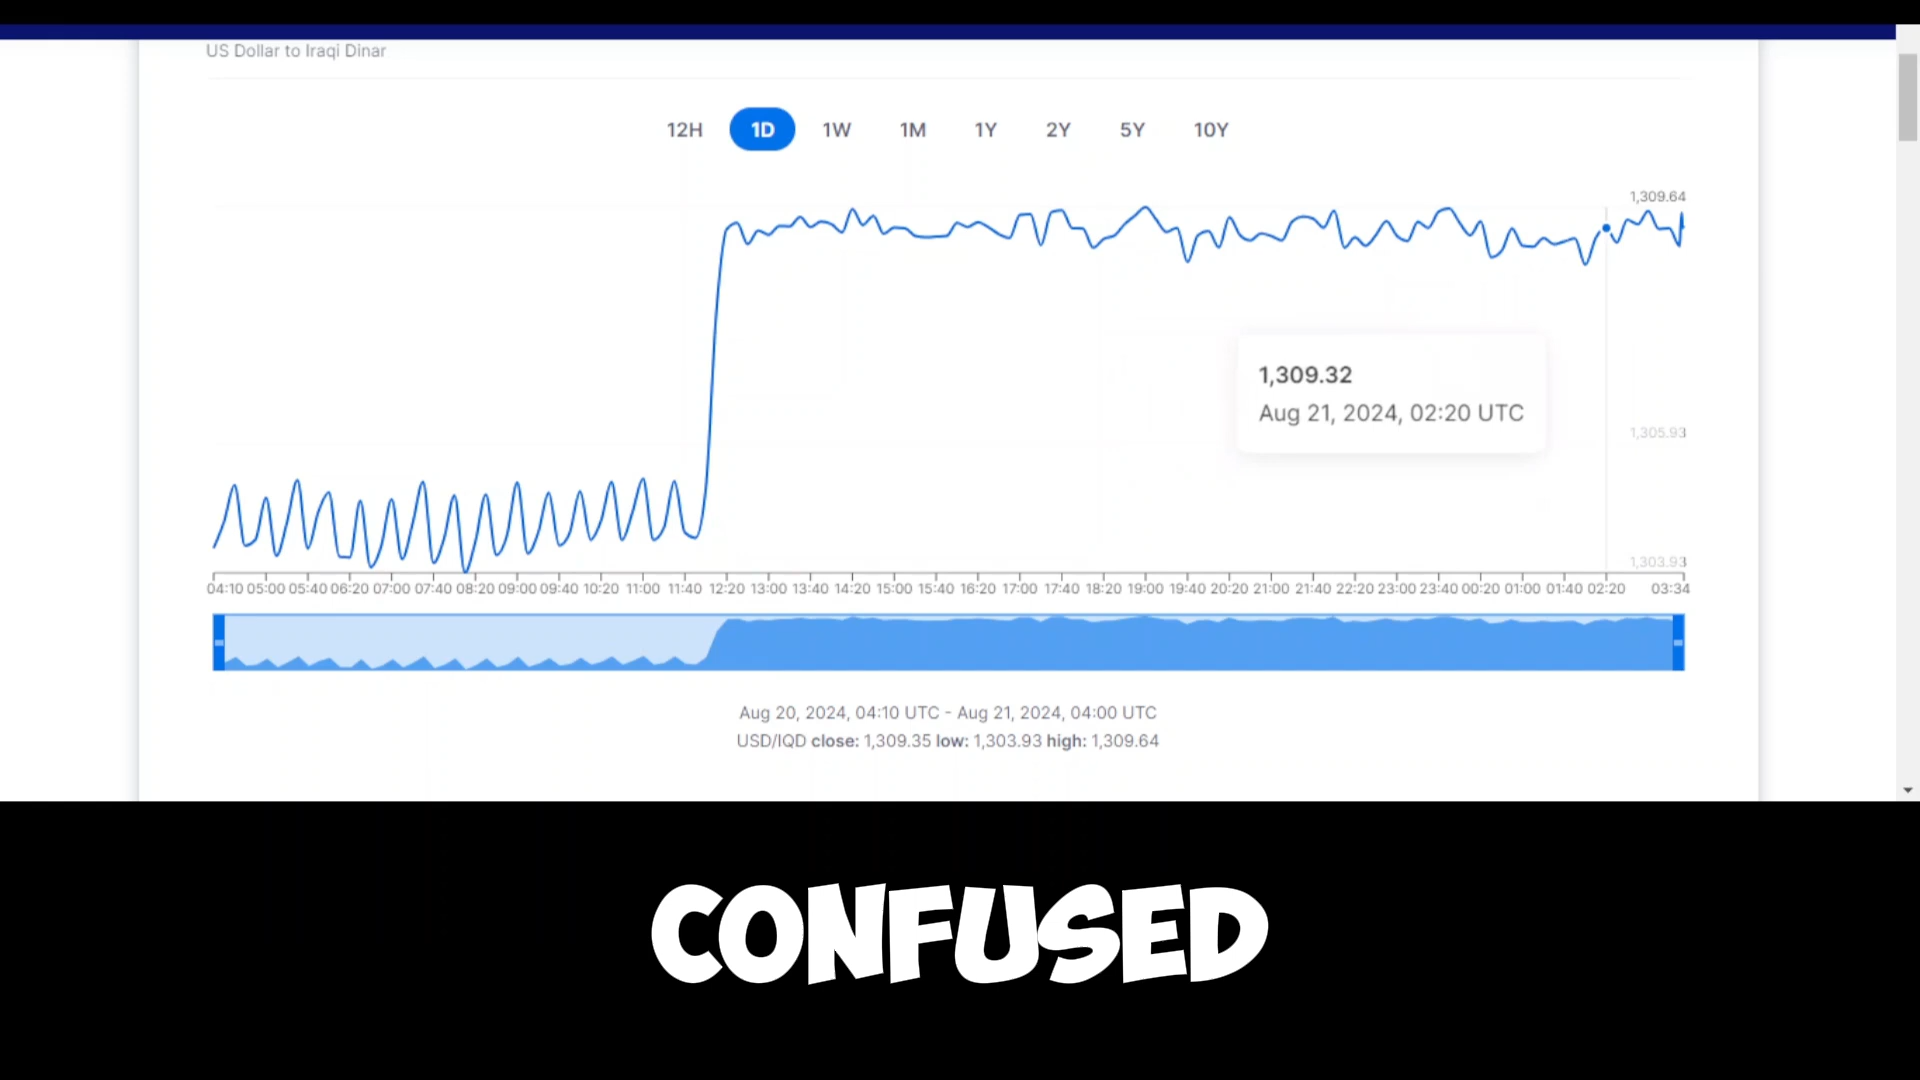 US Dollar to Iraqi Dinar
12H 1D 1W 1M 1Y 2Y 5Y 10Y
1,309.64
1,309.32
Aug 21, 2024, 02:20 UTC
1,305.93
1,303.93
04:10 05:00 05:40 06:20 07:00 07:40 08:20 09:00 09:40 10:20 11:00 11:40 12:20 13:00 13:40 14:20 15:00 15:40 16:20 17:00 17:40 18:20 19:00 19:40 20:20 21:00 21:40 22:20 23:00 23:40 00:20 01:00 01:40 02:20 03:34
Aug 20, 2024, 04:10 UTC - Aug 21, 2024, 04:00 UTC
USD/IQD close: 1,309.35 low: 1,303.93 high: 1,309.64
CONFUSED